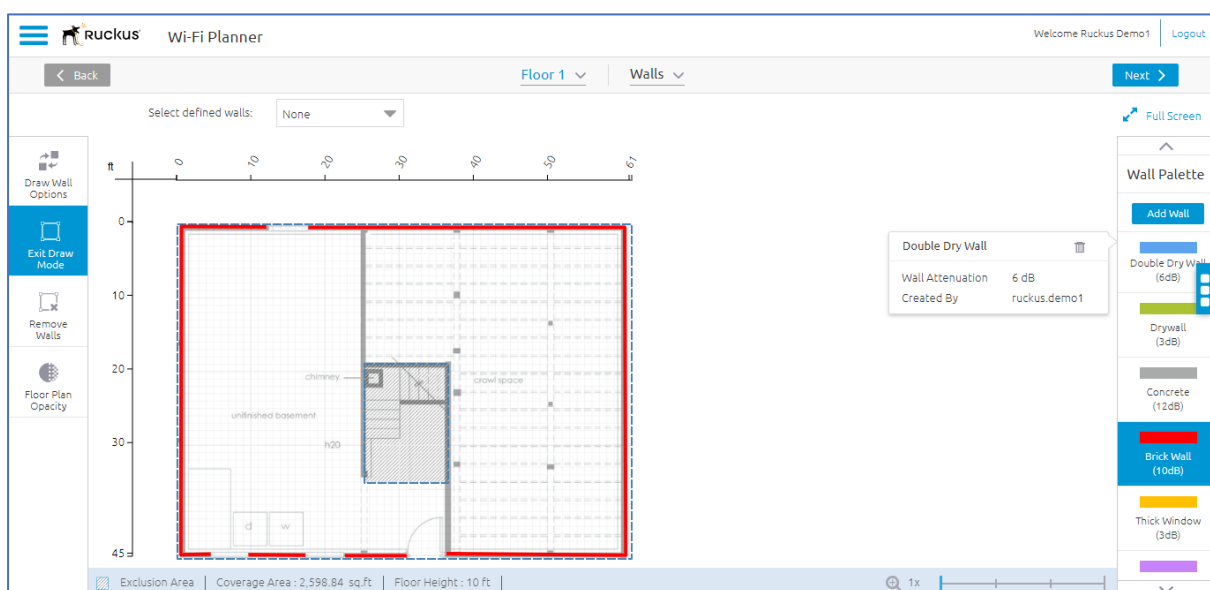 Ruckus
Wi-Fi Planner
Welcome Ruckus Demo1
Logout
Back
Floor 1
Walls
Next
Select defined walls:
None
Full Screen
Draw Wall
Options
Exit Draw
Mode
Remove
Walls
Floor Plan
Opacity
ft
0
10
20
30
40
50
61
0
10
20
30
45
chimney
crawl space
unfinished basement
h20
d
w
Double Dry Wall
Wall Attenuation 6 dB
Created By ruckus.demo1
Wall Palette
Add Wall
Double Dry Wall
(6dB)
Drywall
(3dB)
Concrete
(12dB)
Brick Wall
(10dB)
Thick Window
(3dB)
Exclusion Area
Coverage Area : 2,598.84 sq.ft
Floor Height : 10 ft
1x